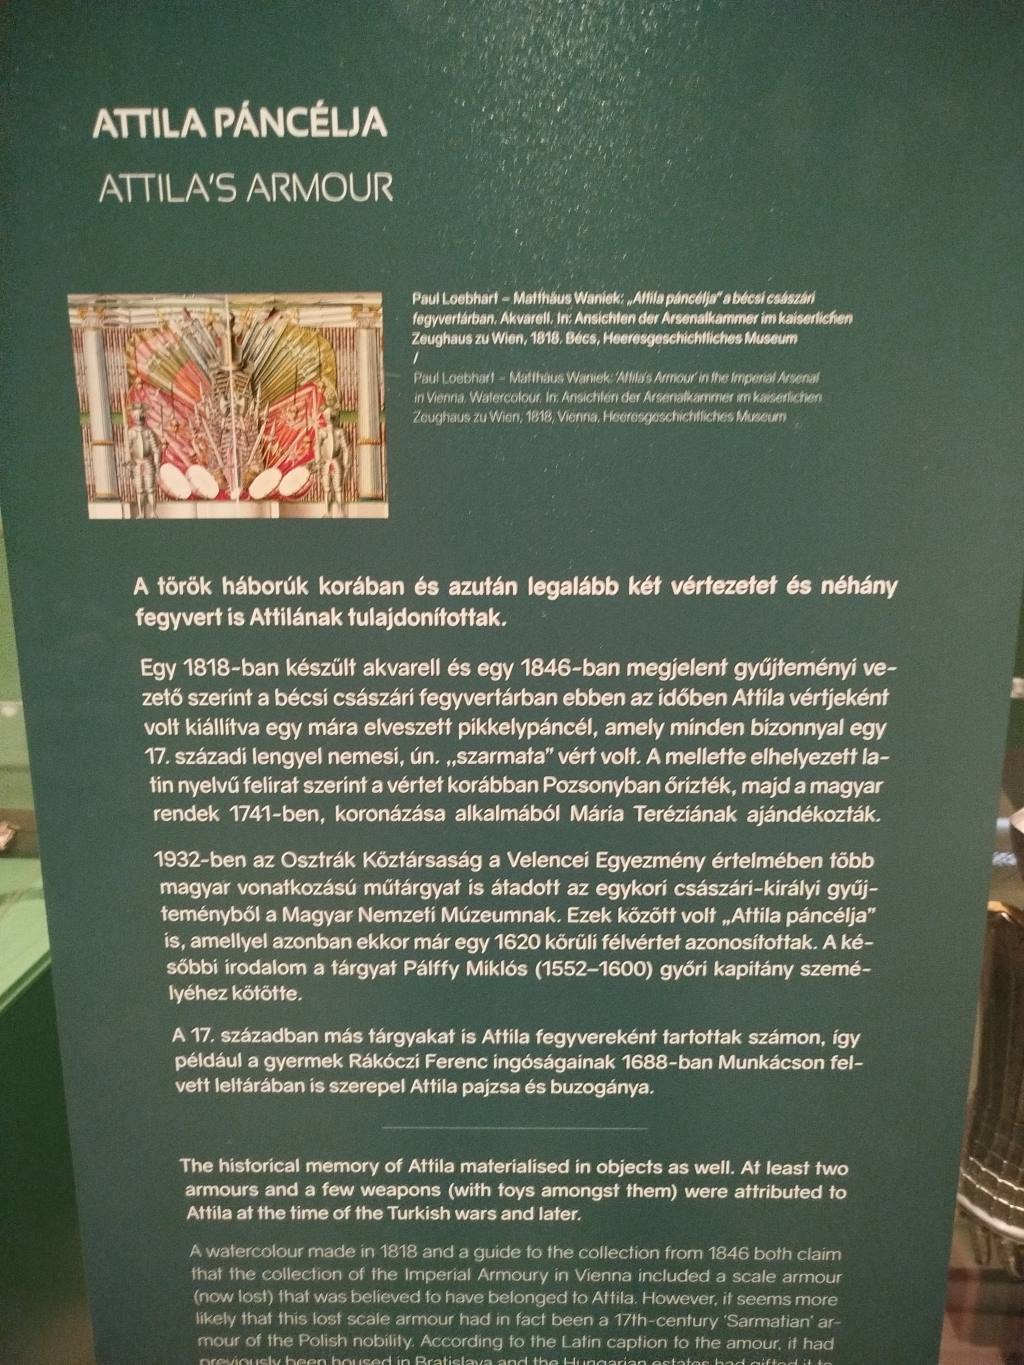 ATTILA PÁNCÉLJA
ATTILA'S ARMOUR
Paul Loebhart – Matthäus Waniek: „Attila páncélja" a bécsi császári
fegyvertárban. Akvarell. In: Ansichten der Arsenalkammer im kaiserlichen
Zeughaus zu Wien, 1818. Bécs, Heeresgeschichtliches Museum
/
Paul Loebhart – Matthäus Waniek: 'Attila's Armour' in the Imperial Arsenal
in Vienna. Watercolour. In: Ansichten der Arsenalkammer im kaiserlichen
Zeughaus zu Wien, 1818, Vienna, Heeresgeschichtliches Museum
A török háborúk korában és azután legalább két vértezetet és néhány
fegyvert is Attilának tulajdonítottak.
Egy 1818-ban készült akvarell és egy 1846-ban megjelent gyűjteményi ve-
zető szerint a bécsi császári fegyvertárban ebben az időben Attila vértjeként
volt kiállítva egy mára elveszett pikkelypáncél, amely minden bizonnyal egy
17. századi lengyel nemesi, ún. „szarmata" vért volt. A mellette elhelyezett la-
tin nyelvű felirat szerint a vértet korábban Pozsonyban őrizték, majd a magyar
rendek 1741-ben, koronázása alkalmából Mária Teréziának ajándékozták.
1932-ben az Osztrák Köztársaság a Velencei Egyezmény értelmében több
magyar vonatkozású műtárgyat is átadott az egykori császári-királyi gyűj-
teményből a Magyar Nemzeti Múzeumnak. Ezek között volt „Attila páncélja"
is, amellyel azonban ekkor már egy 1620 körüli félvértet azonosítottak. A ké-
sőbbi irodalom a tárgyat Pálffy Miklós (1552–1600) győri kapitány szemé-
lyéhez kötötte.
A 17. században más tárgyakat is Attila fegyvereként tartottak számon, így
például a gyermek Rákóczi Ferenc ingóságainak 1688-ban Munkácson fel-
vett leltárában is szerepel Attila pajzsa és buzogánya.
The historical memory of Attila materialised in objects as well. At least two
armours and a few weapons (with toys amongst them) were attributed to
Attila at the time of the Turkish wars and later.
A watercolour made in 1818 and a guide to the collection from 1846 both claim
that the collection of the Imperial Armoury in Vienna included a scale armour
(now lost) that was believed to have belonged to Attila. However, it seems more
likely that this lost scale armour had in fact been a 17th-century 'Sarmatian' ar-
mour of the Polish nobility. According to the Latin caption to the amour, it had
previously been housed in Bratislava and the Hungarian estates had gifted it to